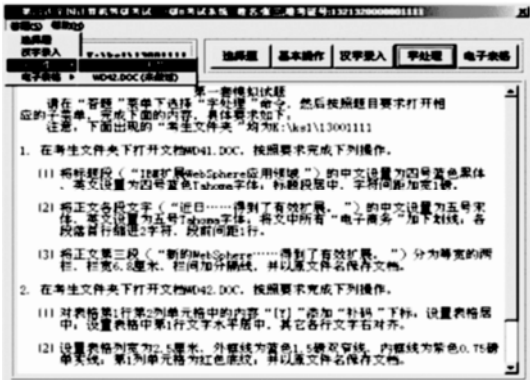 答题(S) 帮助(H)
选择题
汉字录入
电子表格
WD42.DOC (未做过)
选择题 基本操作 汉字录入 字处理 电子表格
第一套模拟试题
请在“答题”菜单下选择“字处理”命令，然后按照题目要求打开相
应的子菜单，完成下面的内容，具体要求如下：
注意，下面出现的“考生文件夹”均为K:\ks1\13001111
1. 在考生文件夹下打开文档WD41.DOC，按照要求完成下列操作。
(1) 将标题段（“IBM扩展WebSphere应用领域”）的中文设置为四号蓝色黑体
、英文设置为四号蓝色Tahoma字体；标题段居中、字符间距加宽1磅。
(2) 将正文各段文字（“近日……得到了有效扩展。”）的中文设置为五号宋
体、英文设置为五号Tahoma字体；将文中所有“电子商务”加下划线；各
段落首行缩进2字符，段前间距1行。
(3) 将正文第三段（“新的WebSphere……得到了有效扩展。”）分为等宽的两
栏、栏宽6.8厘米、栏间加分隔线，并以原文件名保存文档。
2. 在考生文件夹下打开文档WD42.DOC，按照要求完成下列操作。
(1) 对表格第1行第2列单元格中的内容“[Y]”添加“补码”下标；设置表格居
中；设置表格中第1行文字水平居中，其它各行文字右对齐。
(2) 设置表格列宽为2.5厘米、外框线为蓝色1.5磅双窄线、内框线为紫色0.75磅
单实线；第1列单元格为红色底纹；并以原文件名保存文档。